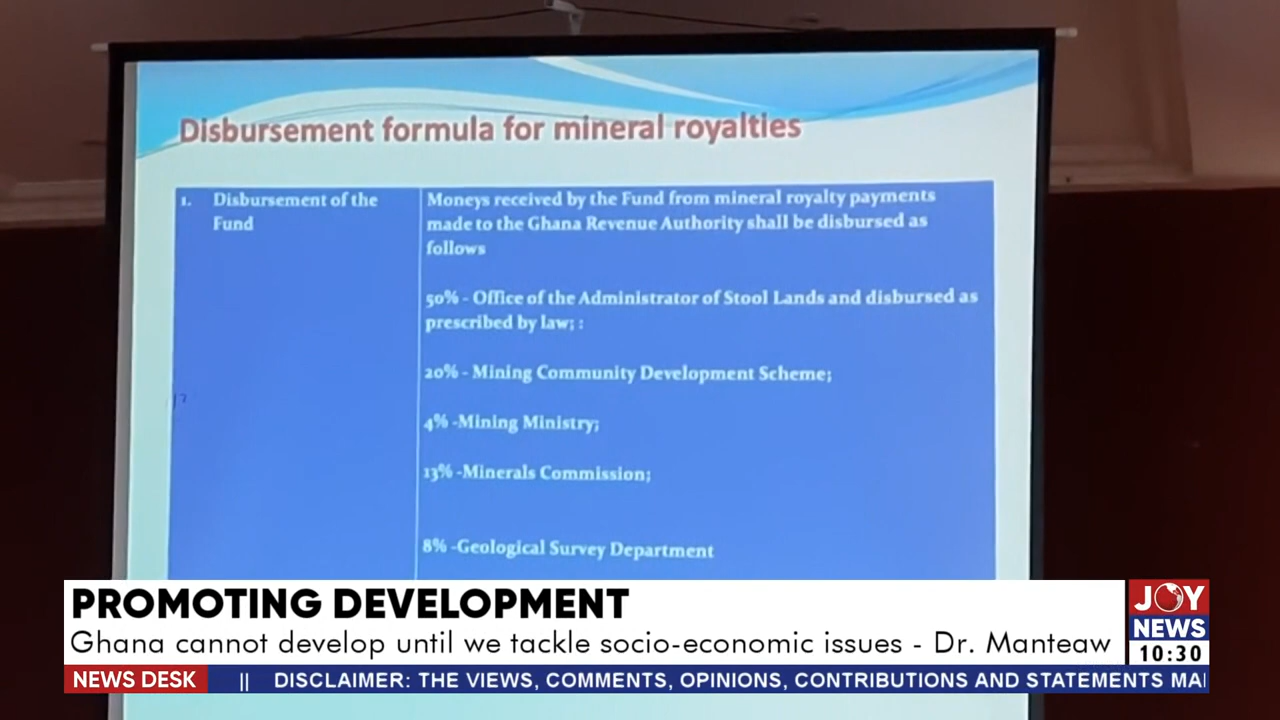 Disbursement formula for mineral royalties
1. Disbursement of the
Fund
Moneys received by the Fund from mineral royalty payments
made to the Ghana Revenue Authority shall be disbursed as
follows
50% - Office of the Administrator of Stool Lands and disbursed as
prescribed by law; :
20% - Mining Community Development Scheme;
4% -Mining Ministry;
13% -Minerals Commission;
8% -Geological Survey Department
PROMOTING DEVELOPMENT
Ghana cannot develop until we tackle socio-economic issues - Dr. Manteaw
JOY
NEWS
10:30
NEWS DESK || DISCLAIMER: THE VIEWS, COMMENTS, OPINIONS, CONTRIBUTIONS AND STATEMENTS MA